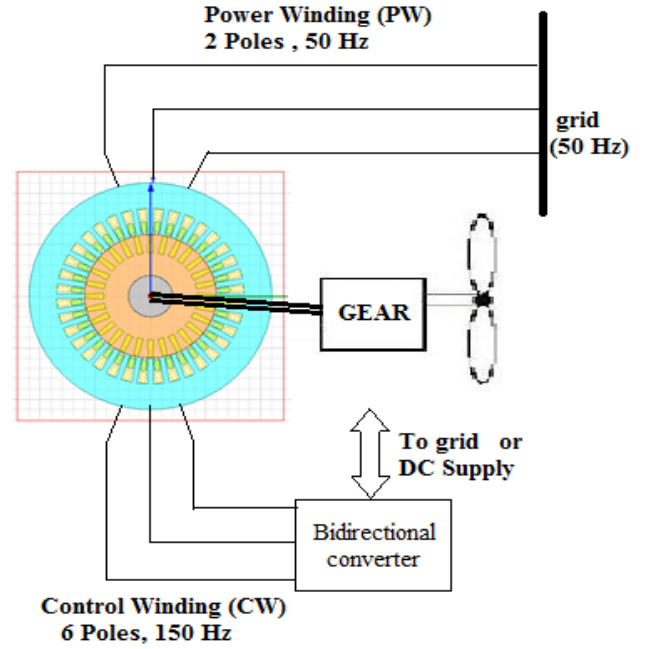 Power Winding (PW)
2 Poles , 50 Hz
grid
(50 Hz)
GEAR
To grid or
DC Supply
Bidirectional
converter
Control Winding (CW)
6 Poles, 150 Hz